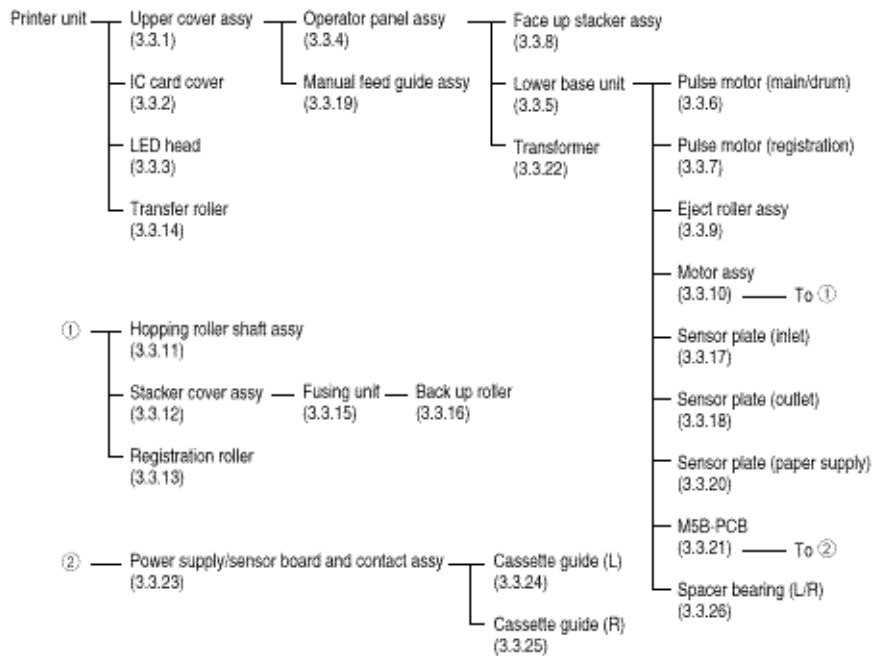 Printer unit
Upper cover assy
(3.3.1)
Operator panel assy
(3.3.4)
Face up stacker assy
(3.3.8)
IC card cover
(3.3.2)
Manual feed guide assy
(3.3.19)
Lower base unit
(3.3.5)
Pulse motor (main/drum)
(3.3.6)
LED head
(3.3.3)
Transformer
(3.3.22)
Pulse motor (registration)
(3.3.7)
Transfer roller
(3.3.14)
Eject roller assy
(3.3.9)
Motor assy
(3.3.10) To ①
① Hopping roller shaft assy
(3.3.11)
Sensor plate (inlet)
(3.3.17)
Stacker cover assy
(3.3.12)
Fusing unit
(3.3.15)
Back up roller
(3.3.16)
Sensor plate (outlet)
(3.3.18)
Registration roller
(3.3.13)
Sensor plate (paper supply)
(3.3.20)
M5B-PCB
(3.3.21) To ②
② Power supply/sensor board and contact assy
(3.3.23)
Cassette guide (L)
(3.3.24)
Spacer bearing (L/R)
(3.3.26)
Cassette guide (R)
(3.3.25)